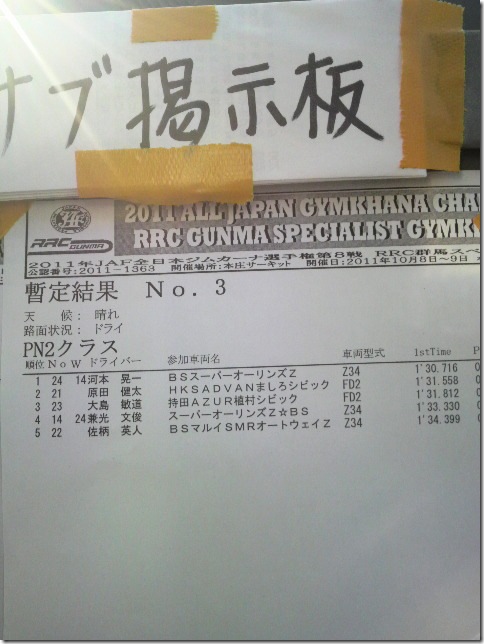 ナブ掲示板
2011 ALL JAPAN GYMKHANA CHA
RRC GUNMA RRC GUNMA SPECIALIST GYMK
2011年JAF全日本ジムカーナ選手権第8戦 RRC群馬スペ
公認番号:2011-1363 開催場所:本庄サーキット 開催日:2011年10月8日~9日
暫定結果 No.3
天 候: 晴れ
路面状況: ドライ
PN2クラス
順位 No W ドライバー 参加車両名 車両型式 1stTime P
1 24 14 河本 晃一 BSスーパーオーリンズZ Z34 1'30.716 0
2 21 原田 健太 HKSADVANましろシビック FD2 1'31.558 0
3 23 大島 敏道 持田AZUR植村シビック FD2 1'31.812 0
4 14 24 兼光 文俊 スーパーオーリンズZ☆BS Z34 1'33.330 0
5 22 佐柄 英人 BSマルイSMRオートウェイZ Z34 1'34.399 0